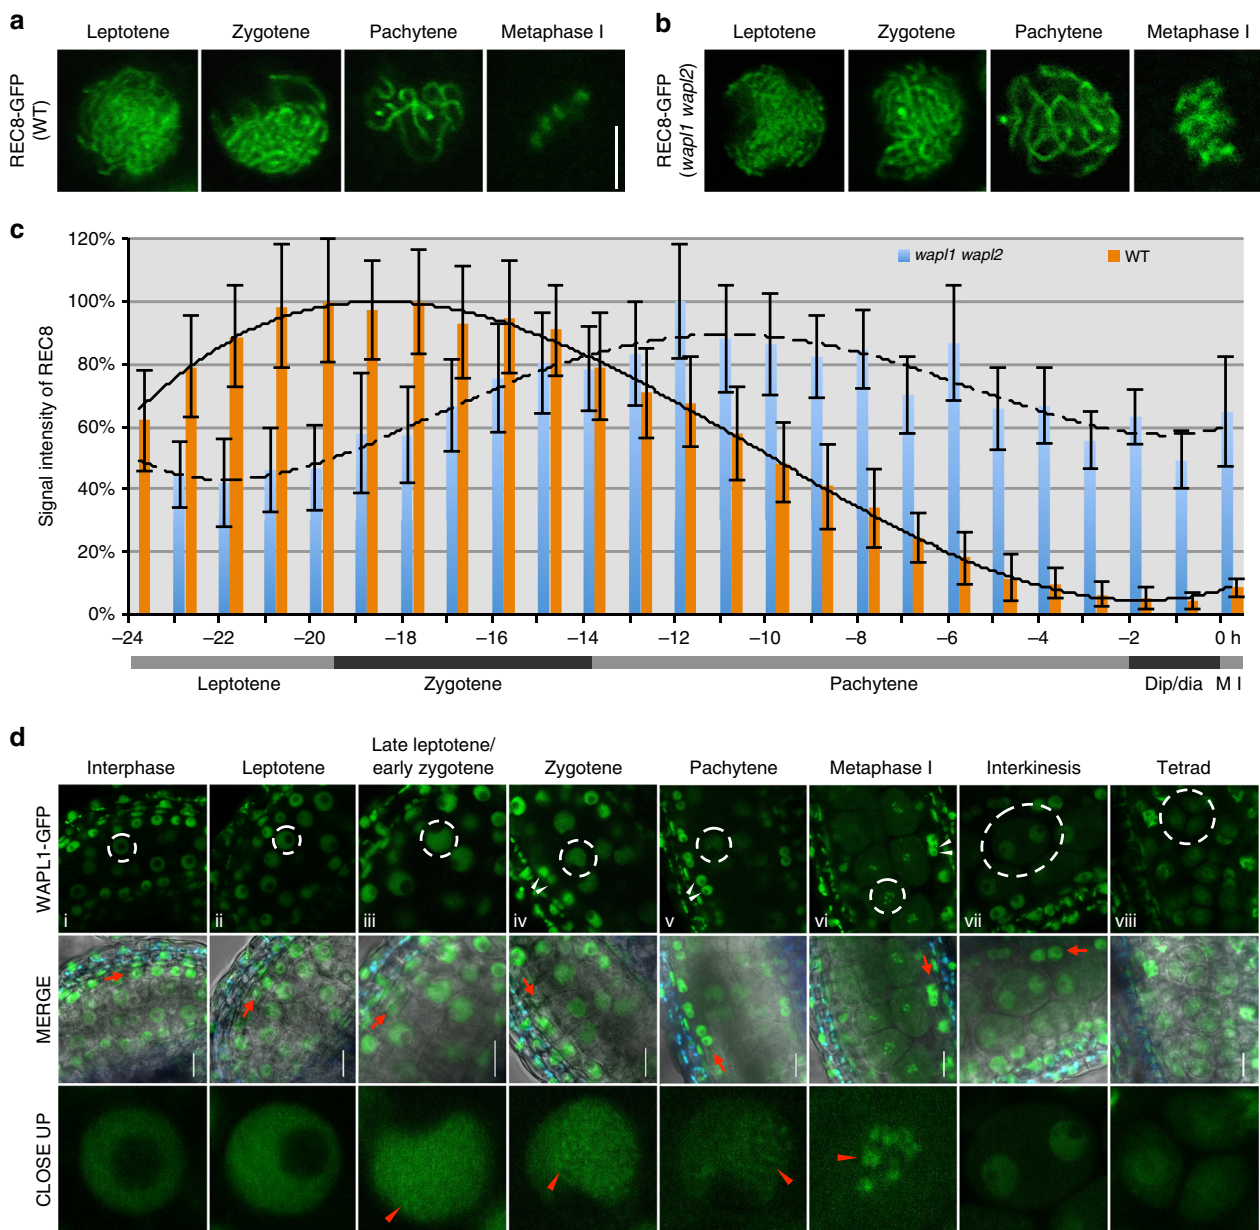 a
Leptotene Zygotene Pachytene Metaphase I
REC8-GFP
(WT)
b
Leptotene Zygotene Pachytene Metaphase I
REC8-GFP
(wapl1 wapl2)
c
Signal intensity of REC8
120%
100%
80%
60%
40%
20%
0%
wapl1 wapl2 WT
–24 –22 –20 –18 –16 –14 –12 –10 –8 –6 –4 –2 0 h
Leptotene Zygotene Pachytene Dip/dia M I
d
Interphase Leptotene Late leptotene/
early zygotene Zygotene Pachytene Metaphase I Interkinesis Tetrad
WAPL1-GFP
i ii iii iv v vi vii viii
MERGE
CLOSE UP